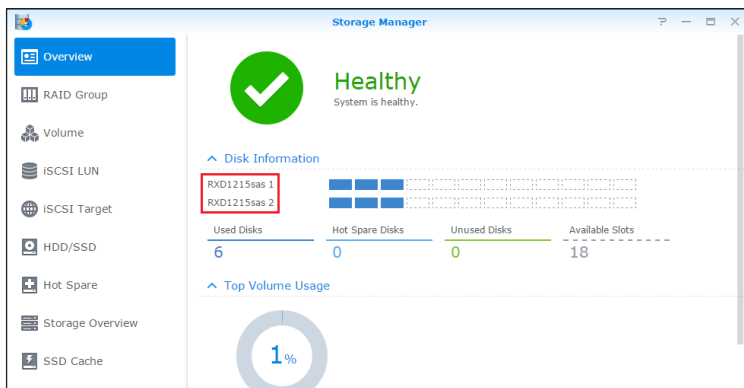 Storage Manager
Overview
RAID Group
Volume
iSCSI LUN
iSCSI Target
HDD/SSD
Hot Spare
Storage Overview
SSD Cache
Healthy
System is healthy.
Disk Information
RXD1215sas 1
RXD1215sas 2
Used Disks Hot Spare Disks Unused Disks Available Slots
6 0 0 18
Top Volume Usage
1%